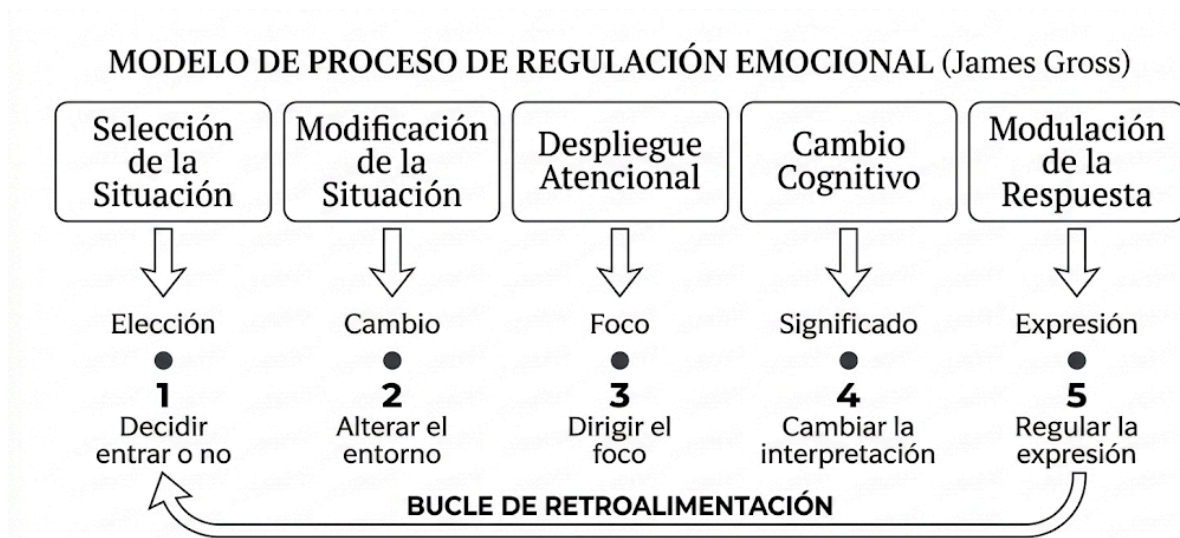 MODELO DE PROCESO DE REGULACIÓN EMOCIONAL (James Gross)
Selección
de la
Situación
Modificación
de la
Situación
Despliegue
Atencional
Cambio
Cognitivo
Modulación
de la
Respuesta
Elección
1
Decidir
entrar o no
Cambio
2
Alterar el
entorno
Foco
3
Dirigir el
foco
Significado
4
Cambiar la
interpretación
Expresión
5
Regular la
expresión
BUCLE DE RETROALIMENTACIÓN